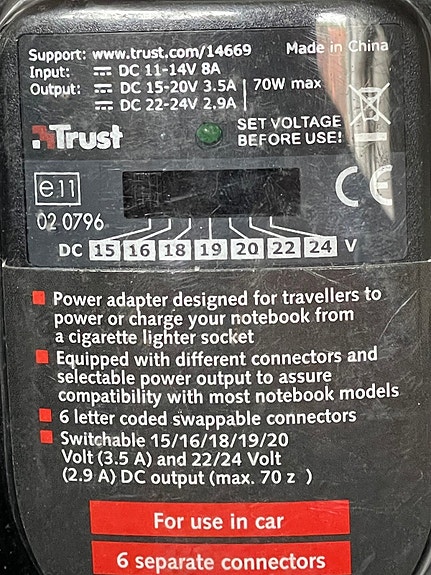 Support: www.trust.com/14669 Made in China
Input: DC 11-14V 8A
Output: DC 15-20V 3.5A | 70W max
DC 22-24V 2.9A
Trust
SET VOLTAGE
BEFORE USE!
e11
02 0796
CE
DC 15 16 18 19 20 22 24 V
Power adapter designed for travellers to
power or charge your notebook from
a cigarette lighter socket
Equipped with different connectors and
selectable power output to assure
compatibility with most notebook models
6 letter coded swappable connectors
Switchable 15/16/18/19/20
Volt (3.5 A) and 22/24 Volt
(2.9 A) DC output (max. 70 z )
For use in car
6 separate connectors